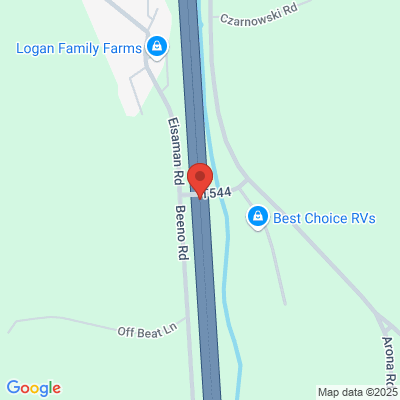 Czarnowski Rd
Logan Family Farms
Eisaman Rd
T544
Beeno Rd
Best Choice RVs
Off Beat Ln
Arona Rd
Google
Map data ©2025